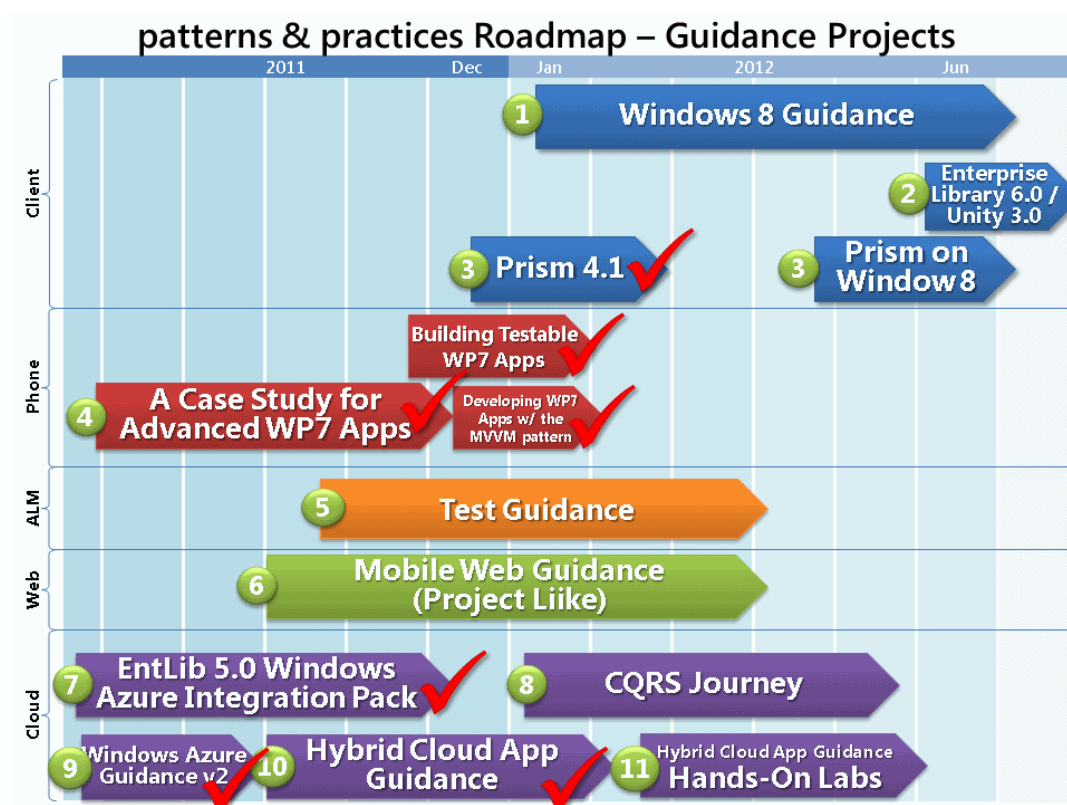 patterns & practices Roadmap – Guidance Projects
2011 Dec Jan 2012 Jun
Client
1 Windows 8 Guidance
2 Enterprise
Library 6.0 /
Unity 3.0
3 Prism 4.1
3 Prism on
Window 8
Phone
Building Testable
WP7 Apps
4 A Case Study for
Advanced WP7 Apps
Developing WP7
Apps w/ the
MVVM pattern
ALM
5 Test Guidance
Web
6 Mobile Web Guidance
(Project Liike)
Cloud
7 EntLib 5.0 Windows
Azure Integration Pack
8 CQRS Journey
9 Windows Azure
Guidance v2
10 Hybrid Cloud App
Guidance
11 Hybrid Cloud App Guidance
Hands-On Labs